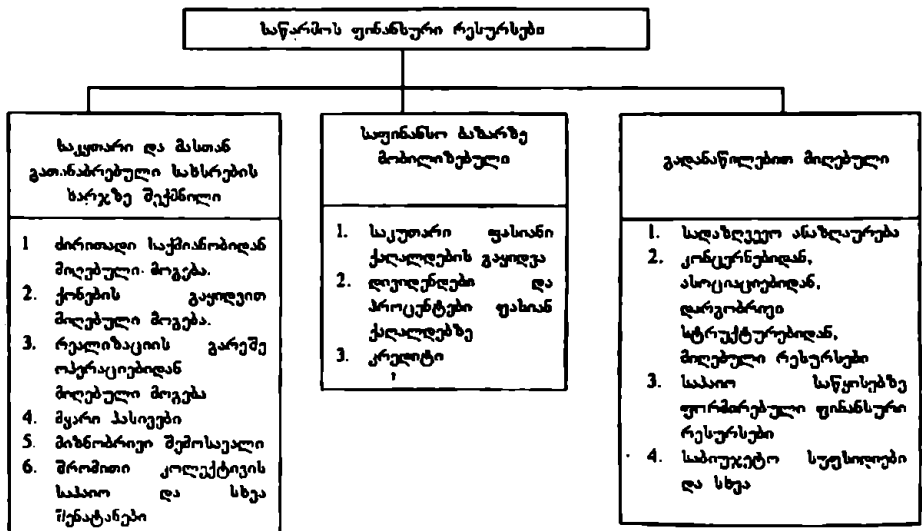 საწარმოს ფინანსური რესურსები
საკუთარი და მასთან
გათანაბრებული სახსრების
ხარჯზე შექმნილი
1 ძირითადი საქმიანობიდან
მიღებული მოგება.
2. ქონების გაყიდვით
მიღებული მოგება.
3. რეალიზაციის გარეშე
ოპერაციებიდან
მიღებული მოგება
4. მყარი პასივები
5. მიზნობრივი შემოსავალი
6. შრომითი კოლექტივის
საპაიო და სხვა
შენატანები
საფინანსო ბაზარზე
მობილიზებული
1. საკუთარი ფასიანი
ქაღალდების გაყიდვა
2. დივიდენდები და
პროცენტები ფასიან
ქაღალდებზე
3. კრედიტი
გადანაწილებით მიღებული
1. სადაზღვევო ანაზღაურება
2. კონცერნებიდან,
ასოციაციებიდან,
დარგობრივი
სტრუქტურებიდან,
მიღებული რესურსები
3. საპაიო საწყისებზე
ფორმირებული ფინანსური
რესურსები
4. საბიუჯეტო სუფსიდიები
და სხვა